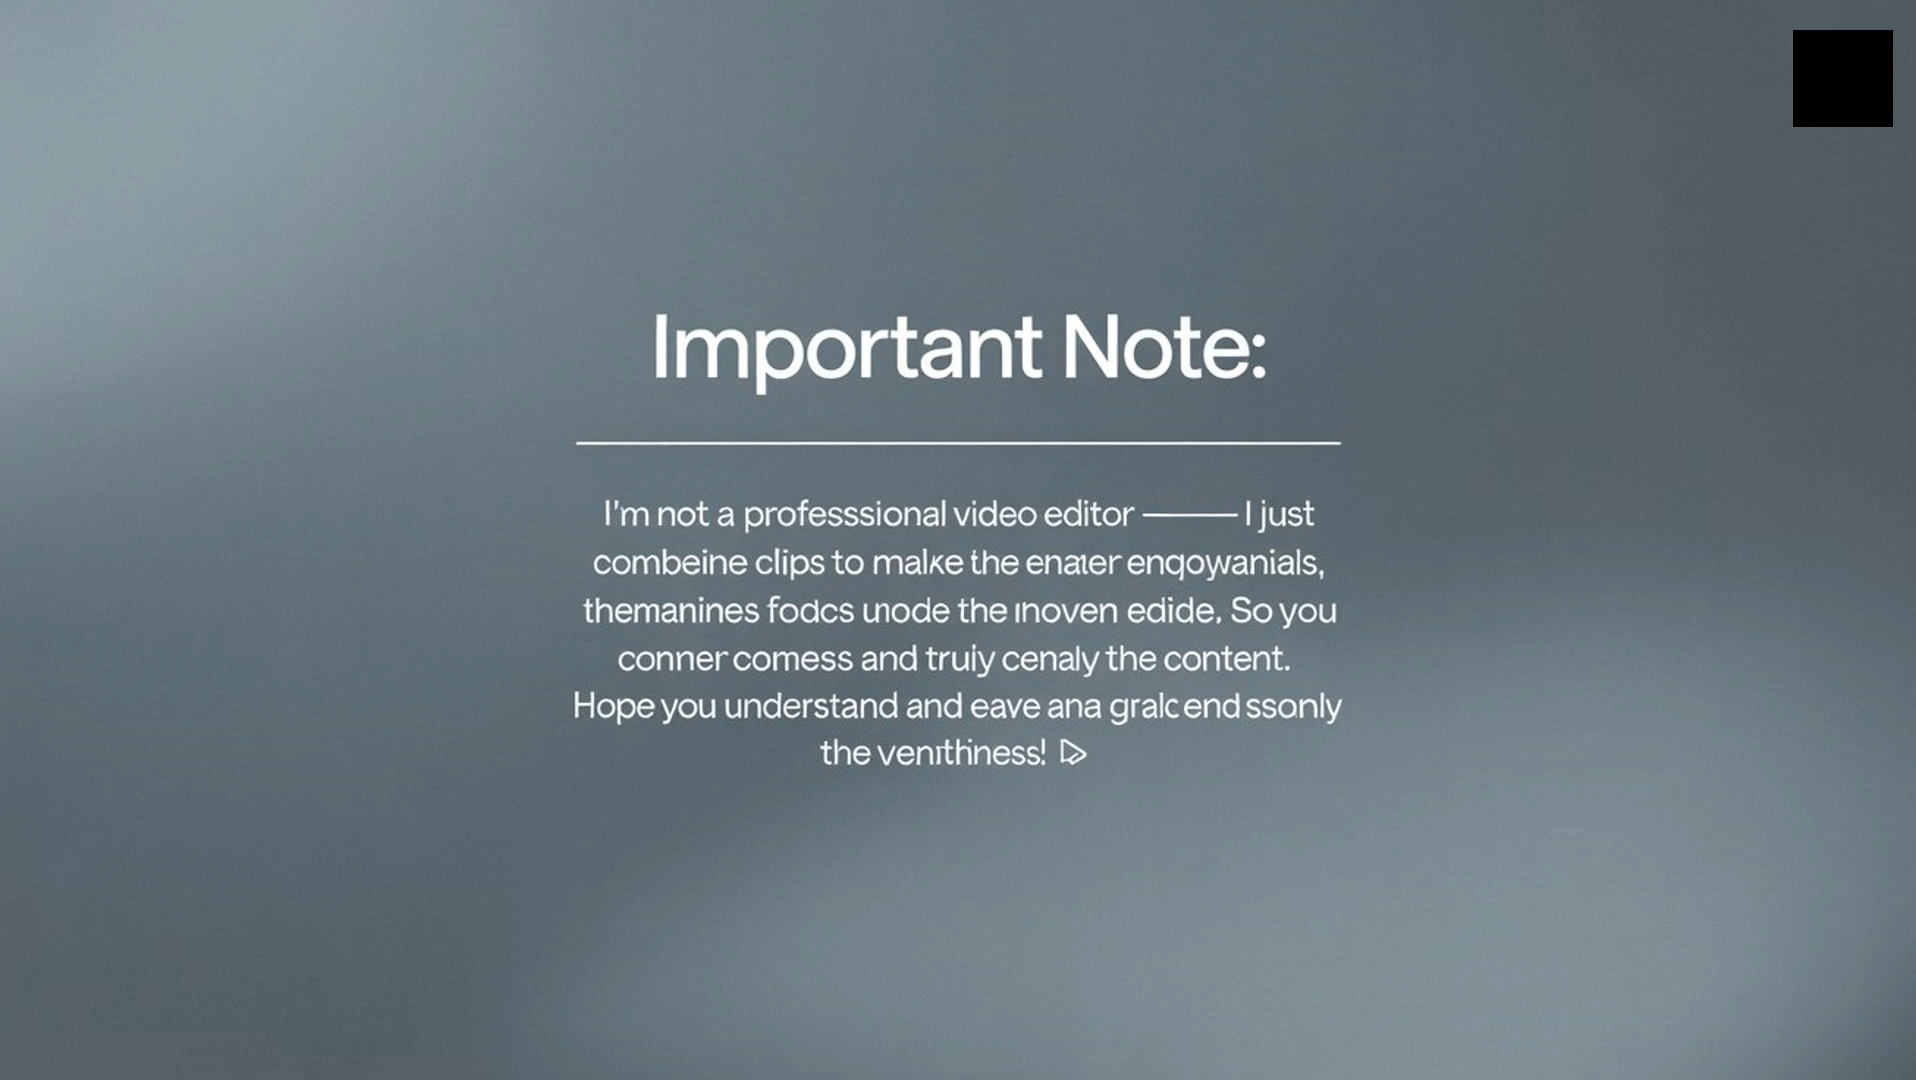 Important Note:
I'm not a professsional video editor —— I just
combeine clips to malke the enater enqowanials,
themanines fodcs unode the inoven edide. So you
conner comess and truiy cenaly the content.
Hope you understand and eave ana gralc end ssonly
the venithiness!